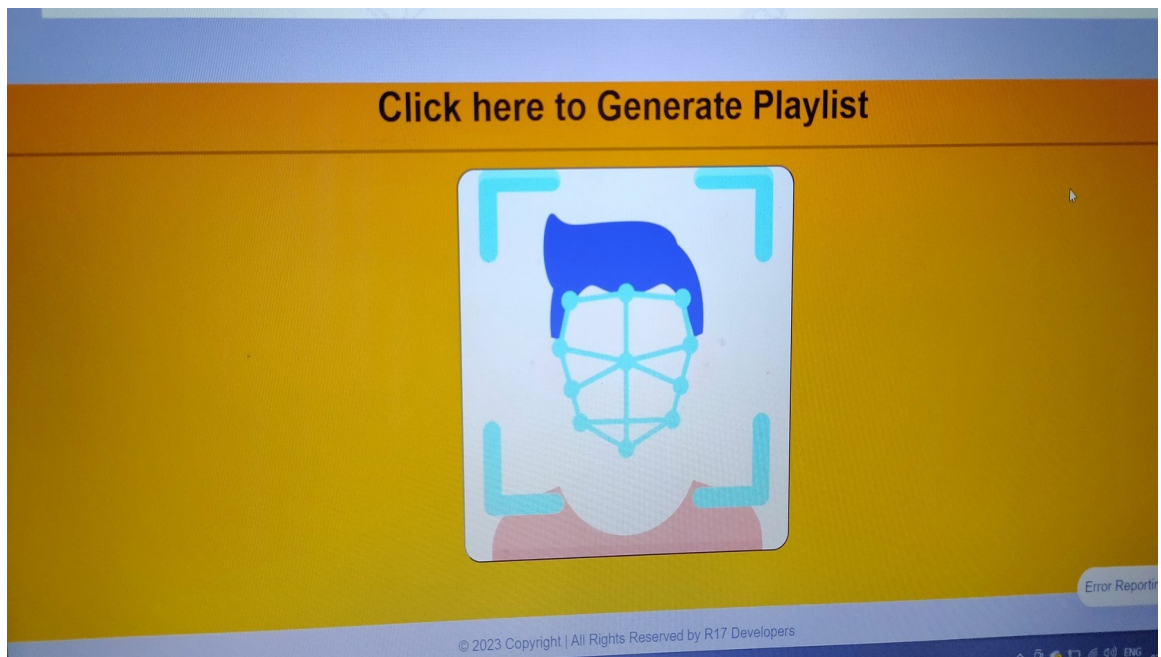 Click here to Generate Playlist
Error Reportin
© 2023 Copyright | All Rights Reserved by R17 Developers
ENG